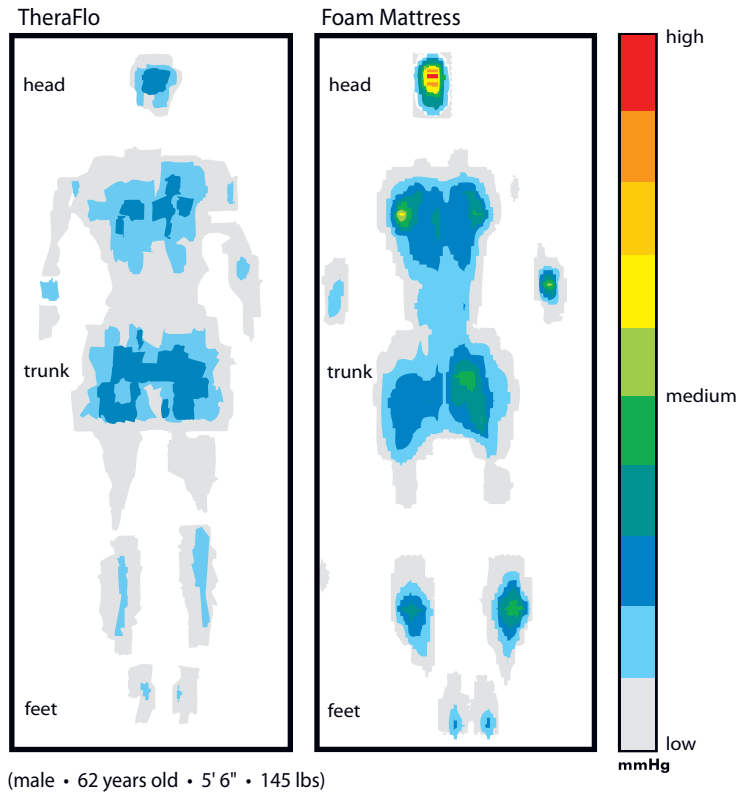 TheraFlo
Foam Mattress
high
head
head
trunk
trunk
medium
feet
feet
low
mmHg
(male • 62 years old • 5' 6" • 145 lbs)